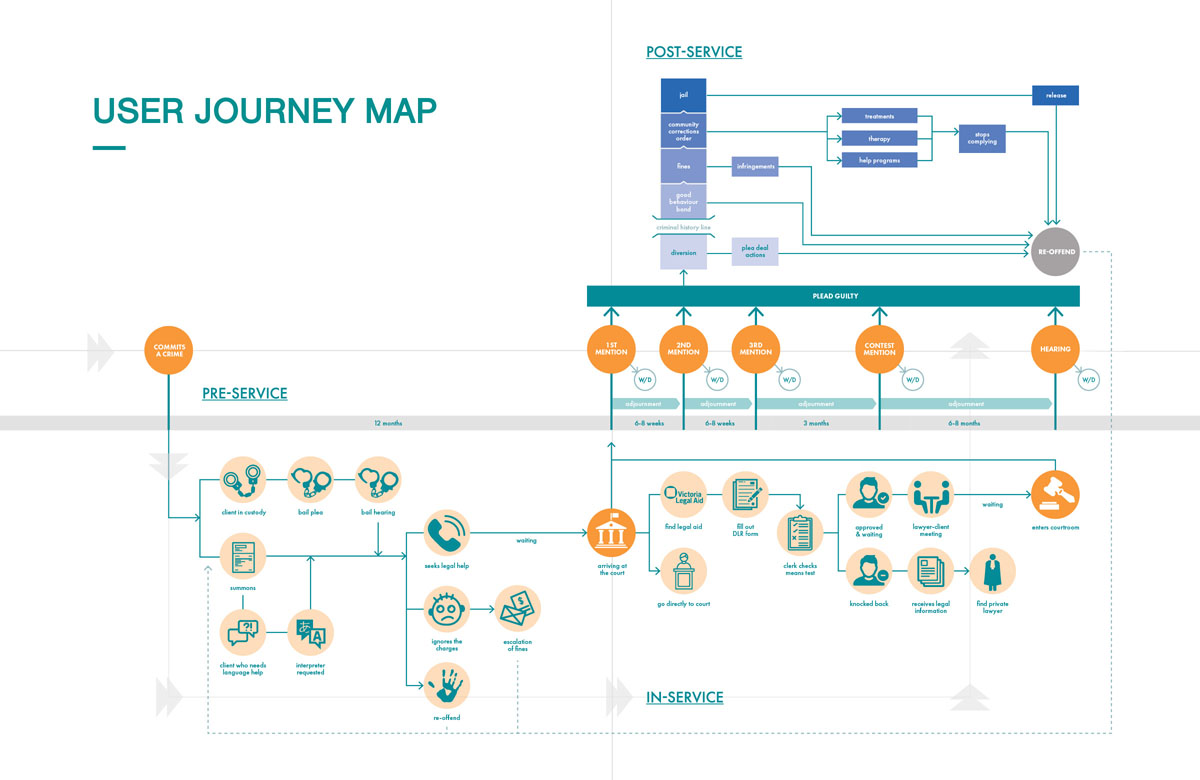 USER JOURNEY MAP
POST-SERVICE
jail
release
community
corrections
order
treatments
therapy
help programs
stops
complying
fines
infringements
good
behaviour
bond
criminal history line
diversion
plea deal
actions
RE-OFFEND
PLEAD GUILTY
COMMITS
A CRIME
1ST
MENTION
2ND
MENTION
3RD
MENTION
CONTEST
MENTION
HEARING
W/D
W/D
W/D
W/D
W/D
PRE-SERVICE
adjournment
adjournment
adjournment
adjournment
12 months
6-8 weeks
6-8 weeks
3 months
6-8 months
client in custody
bail plea
bail hearing
summons
?!
client who needs
language help
あ
A
interpreter
requested
seeks legal help
waiting
ignores the
charges
$
escalation
of fines
re-offend
arriving at
the court
Victoria
Legal Aid
find legal aid
fill out
DLR form
go directly to court
clerk checks
means test
approved
& waiting
lawyer-client
meeting
waiting
enters courtroom
knocked back
receives legal
information
find private
lawyer
IN-SERVICE